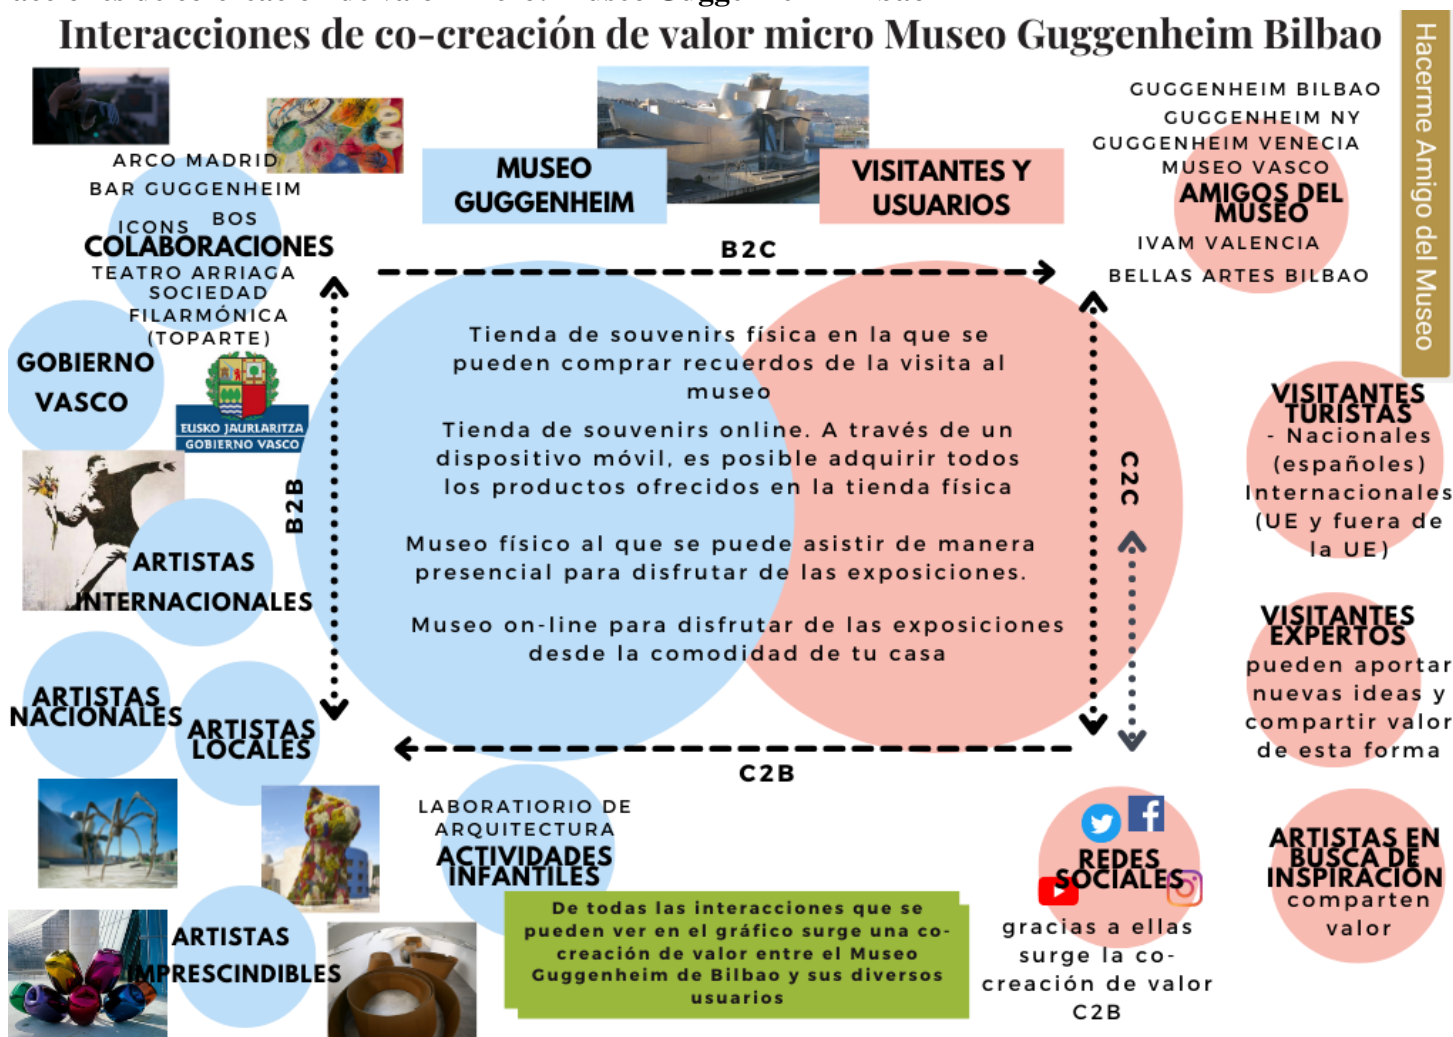 Interacciones de co-creación de valor micro Museo Guggenheim Bilbao
Hacerme Amigo del Museo
ARCO MADRID
BAR GUGGENHEIM
ICONS BOS
COLABORACIONES
TEATRO ARRIAGA
SOCIEDAD
FILARMÓNICA
(TOPARTE)
MUSEO
GUGGENHEIM
VISITANTES Y
USUARIOS
GUGGENHEIM BILBAO
GUGGENHEIM NY
GUGGENHEIM VENECIA
MUSEO VASCO
AMIGOS DEL
MUSEO
IVAM VALENCIA
BELLAS ARTES BILBAO
B2C
GOBIERNO
VASCO
EUSKO JAURLARITZA
GOBIERNO VASCO
B2B
Tienda de souvenirs física en la que se
pueden comprar recuerdos de la visita al
museo
Tienda de souvenirs online. A través de un
dispositivo móvil, es posible adquirir todos
los productos ofrecidos en la tienda física
Museo físico al que se puede asistir de manera
presencial para disfrutar de las exposiciones.
Museo on-line para disfrutar de las exposiciones
desde la comodidad de tu casa
C2C
VISITANTES
TURISTAS
- Nacionales
(españoles)
Internacionales
(UE y fuera de
la UE)
ARTISTAS
INTERNACIONALES
VISITANTES
EXPERTOS
pueden aportar
nuevas ideas y
compartir valor
de esta forma
ARTISTAS
NACIONALES
ARTISTAS
LOCALES
C2B
LABORATIORIO DE
ARQUITECTURA
ACTIVIDADES
INFANTILES
REDES
SOCIALES
gracias a ellas
surge la co-
creación de valor
C2B
ARTISTAS EN
BUSCA DE
INSPIRACIÓN
comparten
valor
ARTISTAS
IMPRESCINDIBLES
De todas las interacciones que se
pueden ver en el gráfico surge una co-
creación de valor entre el Museo
Guggenheim de Bilbao y sus diversos
usuarios